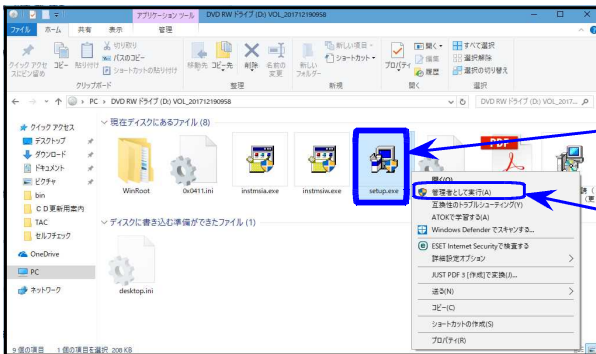 アプリケーション ツール DVD RW ドライブ (D:) VOL_201712190958
ファイル ホーム 共有 表示 管理
クイック アクセスにピン留め
コピー
貼り付け
切り取り
パスのコピー
ショートカットの貼り付け
クリップボード
移動先
コピー先
削除
名前の変更
整理
新しいフォルダー
新しい項目
ショートカット
新規
プロパティ
開く
編集
履歴
開く
すべて選択
選択解除
選択の切り替え
選択
PC > DVD RW ドライブ (D:) VOL_201712190958
DVD RW ドライブ (D:) VOL_2017...
クイック アクセス
デスクトップ
ダウンロード
ドキュメント
ピクチャ
bin
ＣＤ更新用案内
TAC
セルフチェック
OneDrive
PC
ネットワーク
現在ディスクにあるファイル (8)
WinRoot
0x0411.ini
instmsia.exe
instmsiw.exe
setup.exe
PDF
ディスクに書き込む準備ができたファイル (1)
desktop.ini
開く(O)
管理者として実行(A)
互換性のトラブルシューティング(Y)
ATOKで学習する(A)
Windows Defender でスキャンする...
ESET Internet Securityで検査する
詳細設定オプション
JUST PDF 3 [作成]で変換(J)...
送る(N)
コピー(C)
ショートカットの作成(S)
プロパティ(R)
9 個の項目 1 個の項目を選択 208 KB